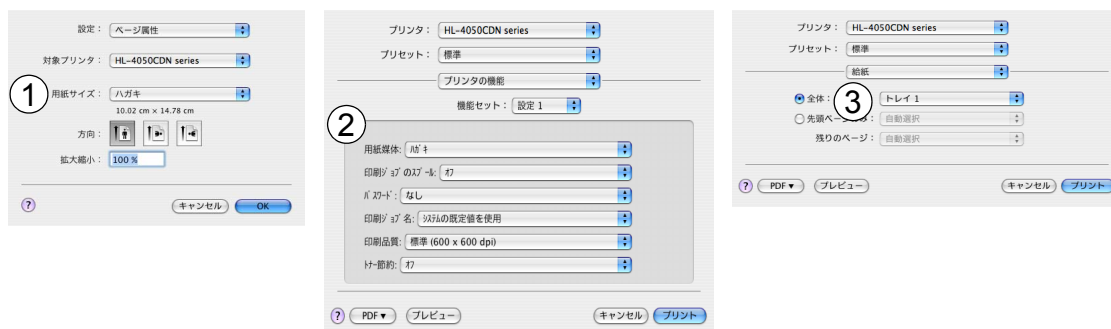 設定： ページ属性
対象プリンタ： HL-4050CDN series
① 用紙サイズ： ハガキ
10.02 cm × 14.78 cm
方向：
拡大縮小： 100 %
? キャンセル OK
プリンタ： HL-4050CDN series
プリセット： 標準
プリンタの機能
機能セット： 設定 1
②
用紙媒体: ﾊｶﾞｷ
印刷ｼﾞｮﾌﾞのｽﾌﾟｰﾙ: ｵﾌ
ﾊﾟｽﾜｰﾄﾞ: なし
印刷ｼﾞｮﾌﾞ名: ｼｽﾃﾑの既定値を使用
印刷品質: 標準 (600 x 600 dpi)
ﾄﾅｰ節約: ｵﾌ
? PDF▼ プレビュー キャンセル プリント
プリンタ： HL-4050CDN series
プリセット： 標準
給紙
全体： ③ トレイ 1
先頭ペー ： 自動選択
残りのページ： 自動選択
? PDF▼ プレビュー キャンセル プリント